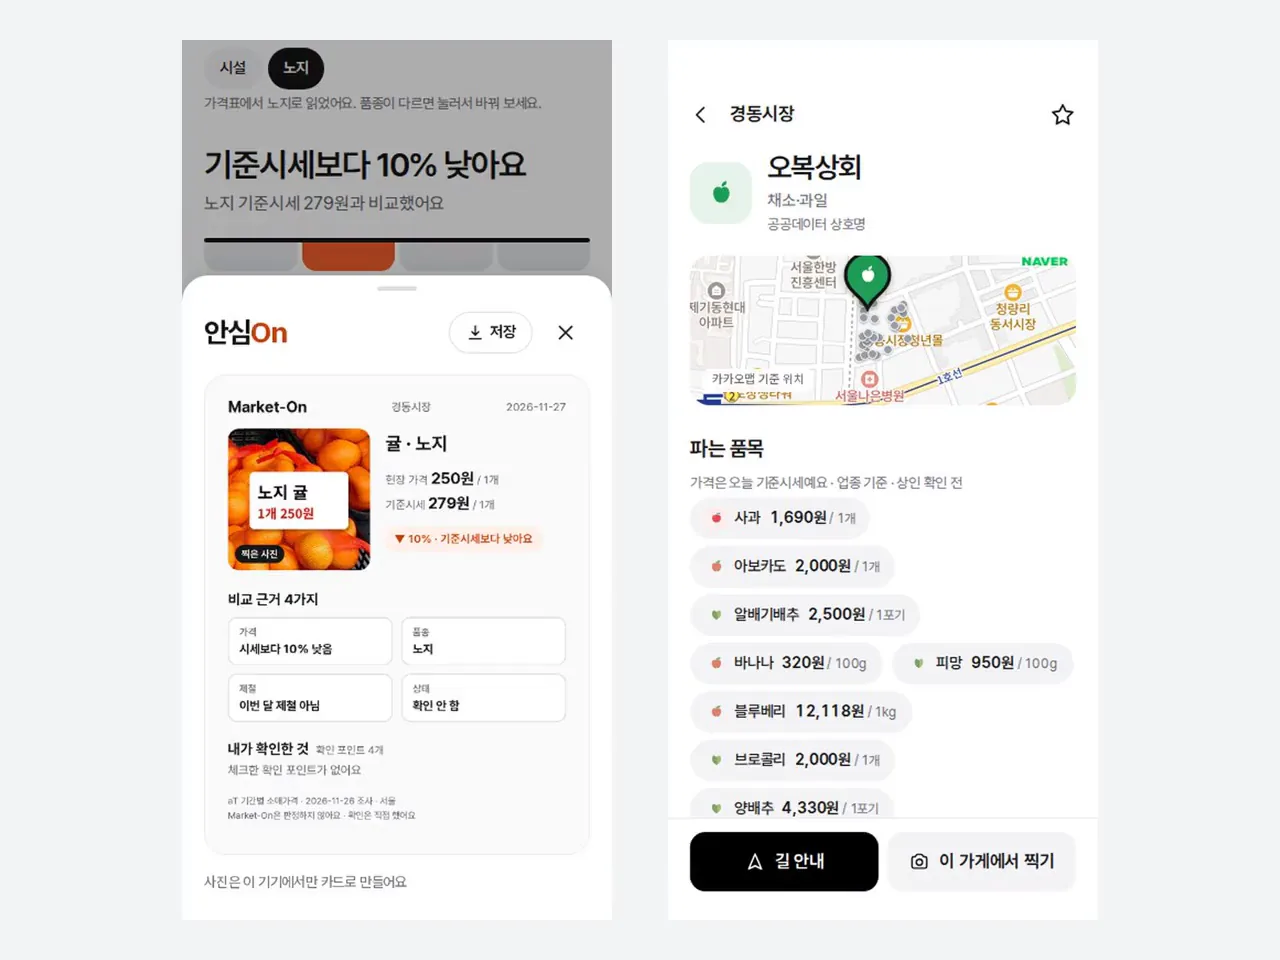 시설
노지
가격표에서 노지로 읽었어요. 품종이 다르면 눌러서 바꿔 보세요.
기준시세보다 10% 낮아요
노지 기준시세 279원과 비교했어요
안심On
저장
Market-On
경동시장
2026-11-27
노지 귤
1개 250원
찍은 사진
귤 · 노지
현장 가격 250원 / 1개
기준시세 279원 / 1개
▼ 10% · 기준시세보다 낮아요
비교 근거 4가지
가격
시세보다 10% 낮음
품종
노지
제철
이번 달 제철 아님
상태
확인 안 함
내가 확인한 것 확인 포인트 4개
체크한 확인 포인트가 없어요
aT 기간별 소매가격 · 2026-11-26 조사 · 서울
Market-On은 판정하지 않아요 · 확인은 직접 했어요
사진은 이 기기에서만 카드로 만들어요
경동시장
오복상회
채소·과일
공공데이터 상호명
서울한방
진흥센터
NAVER
제기동현대
아파트
청량리
동서시장
청년몰
카카오맵 기준 위치
1호선
2
서울나은병원
파는 품목
가격은 오늘 기준시세예요 · 업종 기준 · 상인 확인 전
사과 1,690원 / 1개
아보카도 2,000원 / 1개
알배기배추 2,500원 / 1포기
바나나 320원 / 100g
피망 950원 / 100g
블루베리 12,118원 / 1kg
브로콜리 2,000원 / 1개
양배추 4,330원 / 1포기
길 안내
이 가게에서 찍기